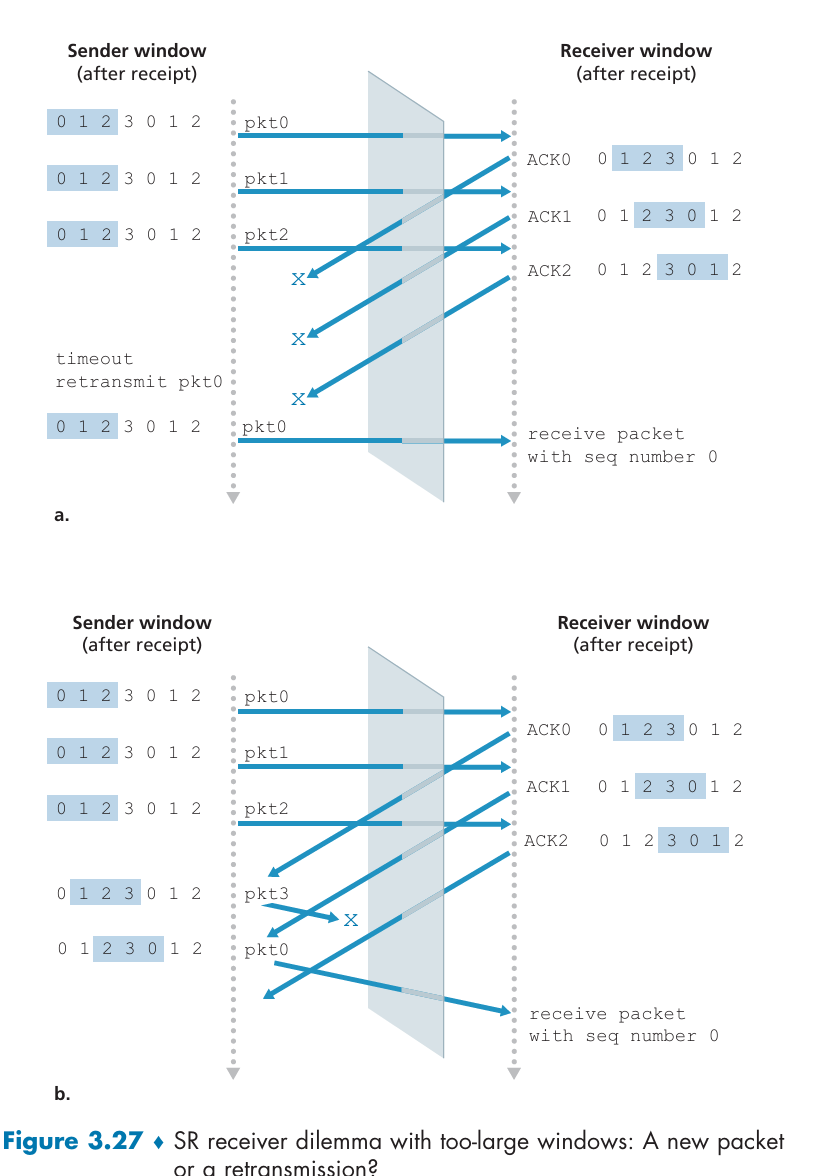 Sender window
(after receipt)
Receiver window
(after receipt)
0 1 2 3 0 1 2
pkt0
ACK0 0 1 2 3 0 1 2
0 1 2 3 0 1 2
pkt1
ACK1 0 1 2 3 0 1 2
0 1 2 3 0 1 2
pkt2
ACK2 0 1 2 3 0 1 2
X
X
timeout
retransmit pkt0
X
0 1 2 3 0 1 2
pkt0
receive packet
with seq number 0
a.
Sender window
(after receipt)
Receiver window
(after receipt)
0 1 2 3 0 1 2
pkt0
ACK0 0 1 2 3 0 1 2
0 1 2 3 0 1 2
pkt1
ACK1 0 1 2 3 0 1 2
0 1 2 3 0 1 2
pkt2
ACK2 0 1 2 3 0 1 2
0 1 2 3 0 1 2
pkt3
X
0 1 2 3 0 1 2
pkt0
receive packet
with seq number 0
b.
Figure 3.27 ♦ SR receiver dilemma with too-large windows: A new packet
or a retransmission?